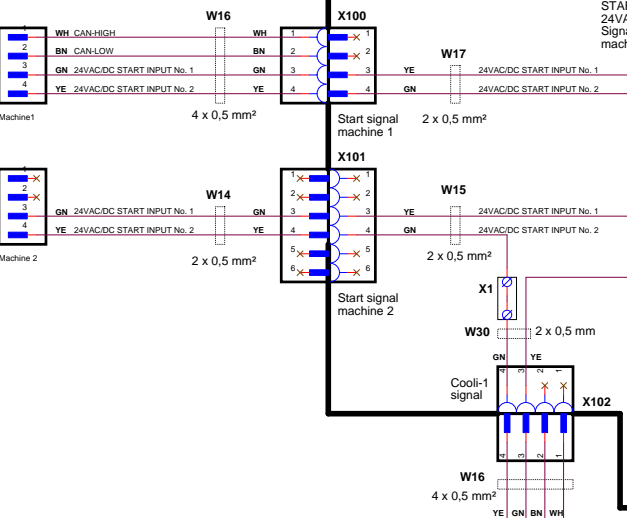 STAR
24VA
Signa
mach
W16
X100
1
WH CAN-HIGH
WH
1
1
2
BN CAN-LOW
BN
2
2
W17
3
GN 24VAC/DC START INPUT No. 1
GN
3
3
YE
24VAC/DC START INPUT No. 1
4
YE 24VAC/DC START INPUT No. 2
YE
4
4
GN
24VAC/DC START INPUT No. 2
Machine1
4 x 0,5 mm²
Start signal
machine 1
2 x 0,5 mm²
X101
1
1
1
2
W14
2
2
W15
3
GN 24VAC/DC START INPUT No. 1
GN
3
3
YE
24VAC/DC START INPUT No. 1
4
YE 24VAC/DC START INPUT No. 2
YE
4
4
GN
24VAC/DC START INPUT No. 2
Machine 2
2 x 0,5 mm²
5
5
2 x 0,5 mm²
6
6
Start signal
machine 2
X1
W30
2 x 0,5 mm
GN
YE
4
3
2
1
Cooli-1
signal
X102
4
3
2
1
W16
4 x 0,5 mm²
YE GN BN WH